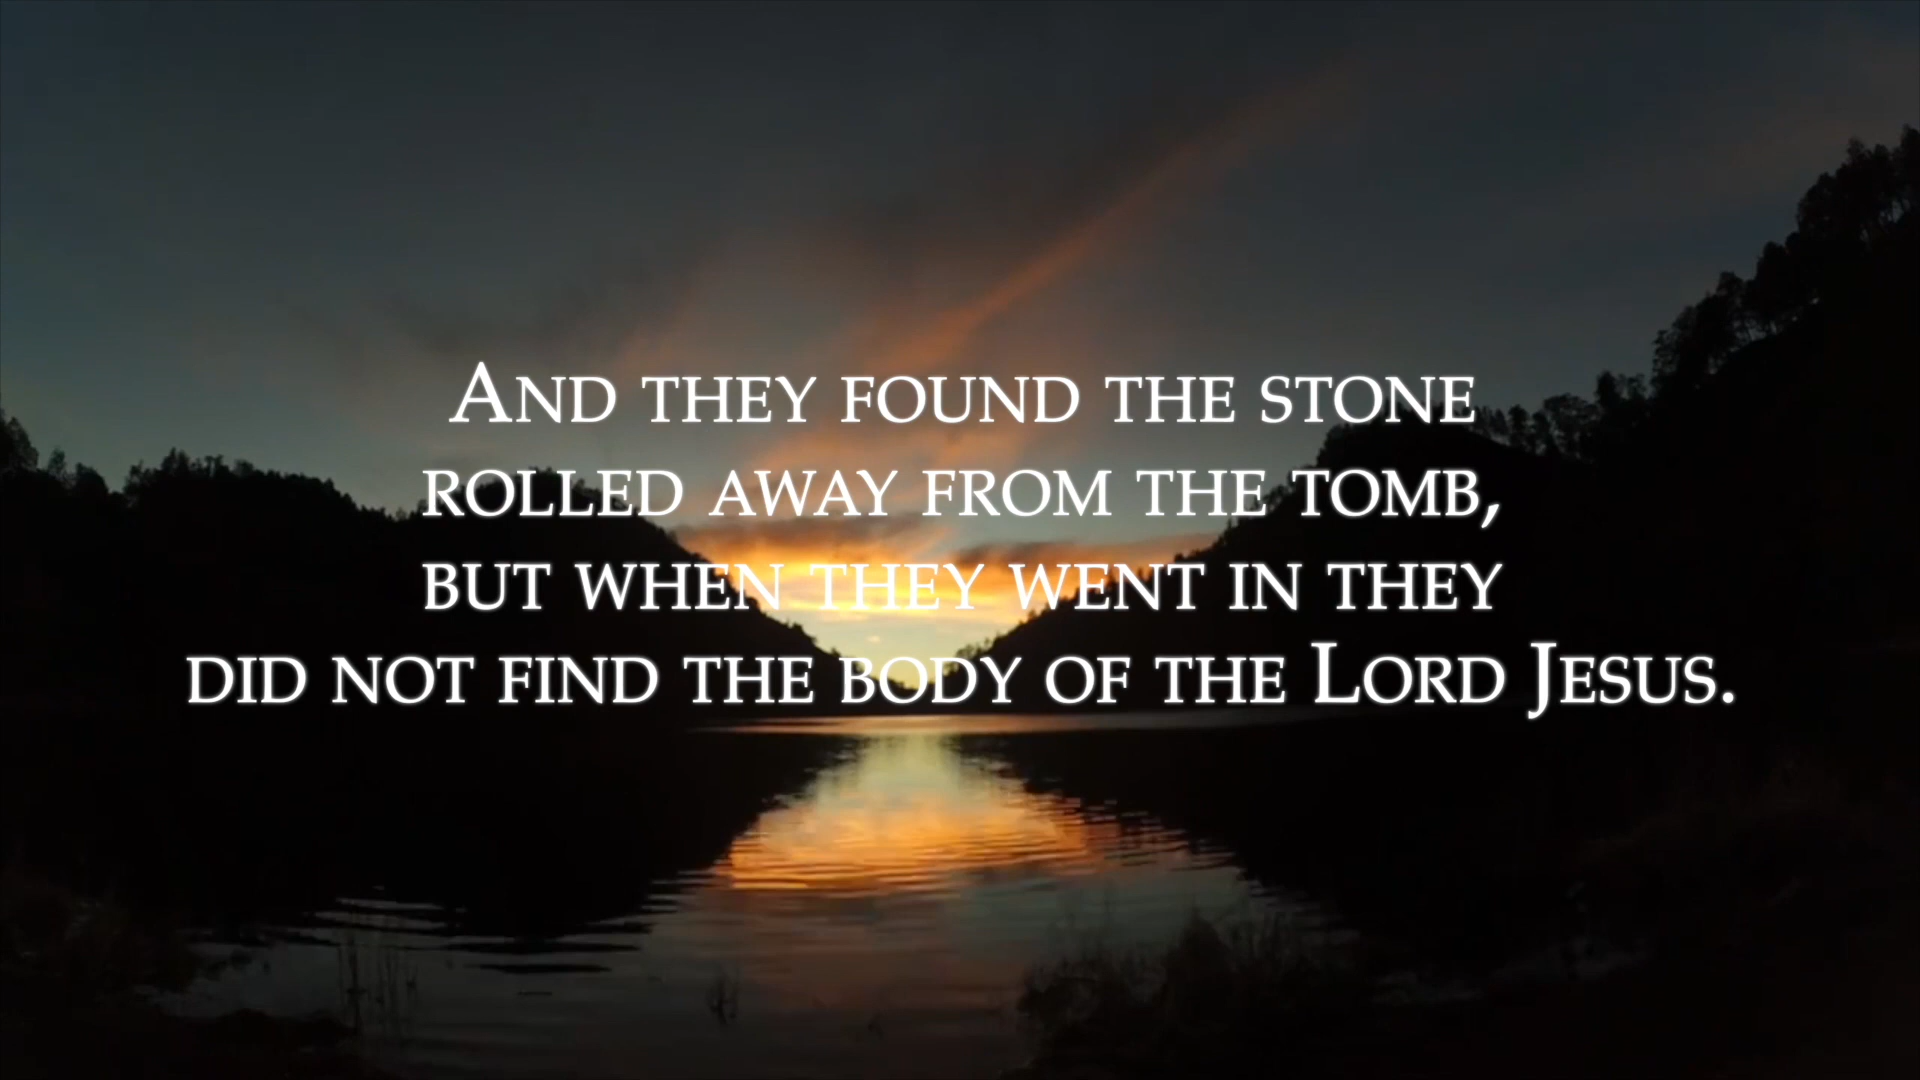 And they found the stone
rolled away from the tomb,
but when they went in they
did not find the body of the Lord Jesus.